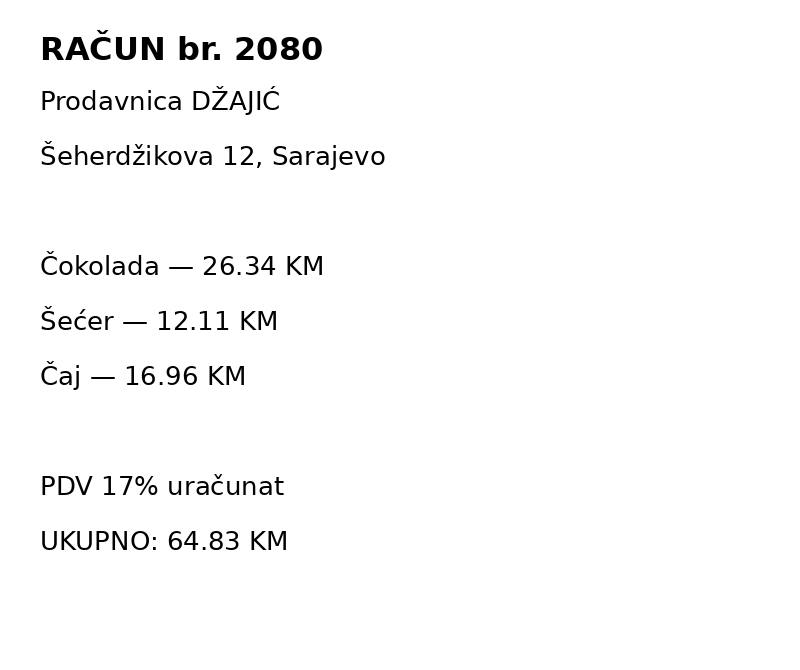 RAČUN br. 2080
Prodavnica DŽAJIĆ
Šeherdžikova 12, Sarajevo
Čokolada — 26.34 KM
Šećer — 12.11 KM
Čaj — 16.96 KM
PDV 17% uračunat
UKUPNO: 64.83 KM